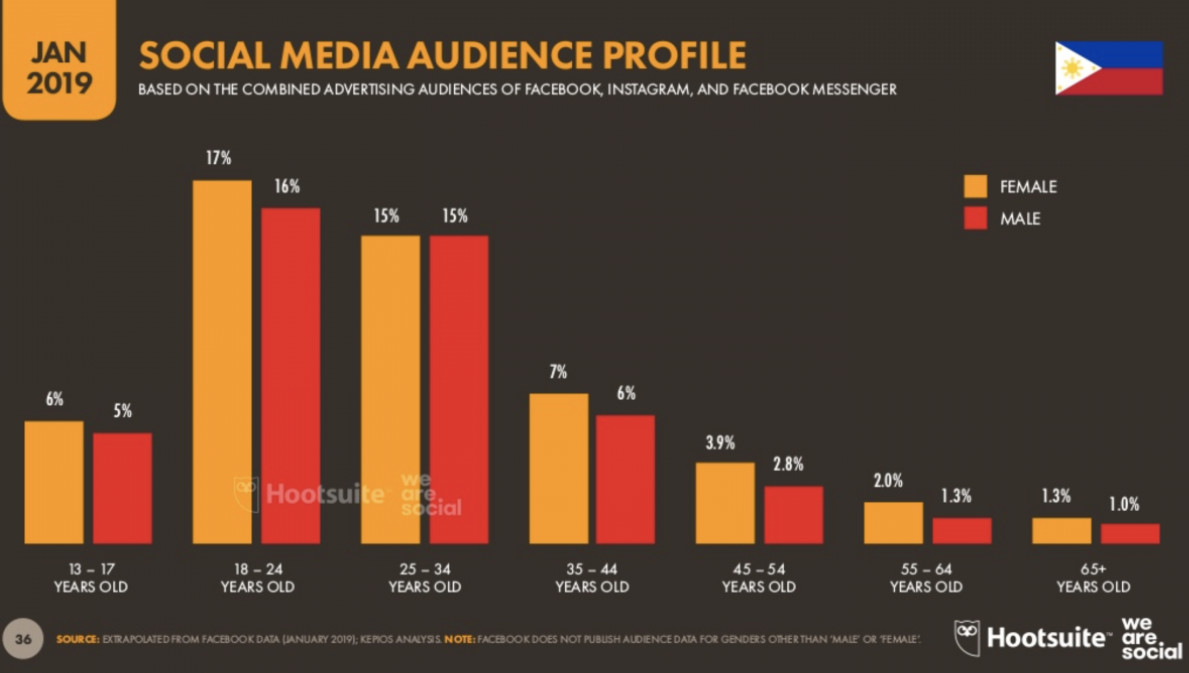 JAN
2019
SOCIAL MEDIA AUDIENCE PROFILE
BASED ON THE COMBINED ADVERTISING AUDIENCES OF FACEBOOK, INSTAGRAM, AND FACEBOOK MESSENGER
FEMALE
MALE
6%
5%
17%
16%
15%
15%
7%
6%
3.9%
2.8%
2.0%
1.3%
1.3%
1.0%
Hootsuite™
we
are
social
13 – 17
YEARS OLD
18 – 24
YEARS OLD
25 – 34
YEARS OLD
35 – 44
YEARS OLD
45 – 54
YEARS OLD
55 – 64
YEARS OLD
65+
YEARS OLD
36
SOURCE: EXTRAPOLATED FROM FACEBOOK DATA (JANUARY 2019); KEPIOS ANALYSIS. NOTE: FACEBOOK DOES NOT PUBLISH AUDIENCE DATA FOR GENDERS OTHER THAN ‘MALE’ OR ‘FEMALE’.
Hootsuite™
we
are
social